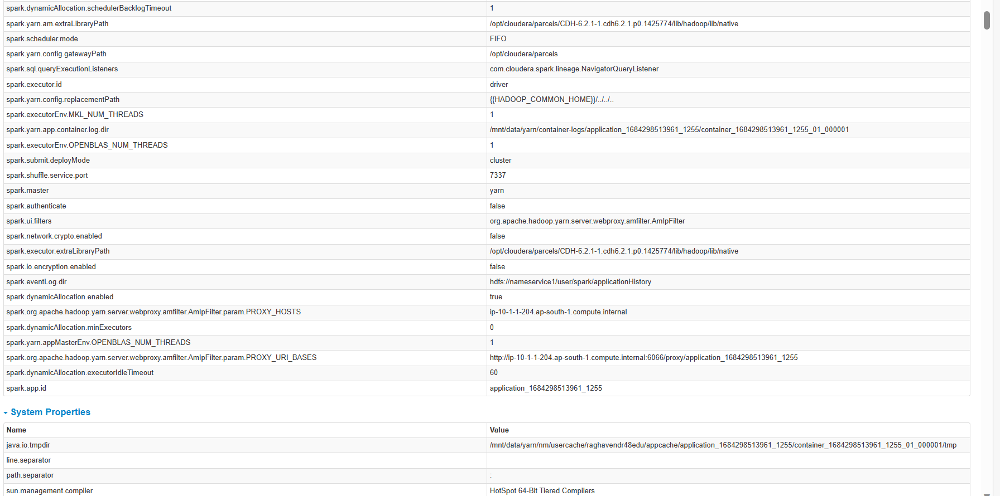 spark.dynamicAllocation.schedulerBacklogTimeout 1
spark.yarn.am.extraLibraryPath /opt/cloudera/parcels/CDH-6.2.1-1.cdh6.2.1.p0.1425774/lib/hadoop/lib/native
spark.scheduler.mode FIFO
spark.yarn.config.gatewayPath /opt/cloudera/parcels
spark.sql.queryExecutionListeners com.cloudera.spark.lineage.NavigatorQueryListener
spark.executor.id driver
spark.yarn.config.replacementPath {{HADOOP_COMMON_HOME}}/../../..
spark.executorEnv.MKL_NUM_THREADS 1
spark.yarn.app.container.log.dir /mnt/data/yarn/container-logs/application_1684298513961_1255/container_1684298513961_1255_01_000001
spark.executorEnv.OPENBLAS_NUM_THREADS 1
spark.submit.deployMode cluster
spark.shuffle.service.port 7337
spark.master yarn
spark.authenticate false
spark.ui.filters org.apache.hadoop.yarn.server.webproxy.amfilter.AmIpFilter
spark.network.crypto.enabled false
spark.executor.extraLibraryPath /opt/cloudera/parcels/CDH-6.2.1-1.cdh6.2.1.p0.1425774/lib/hadoop/lib/native
spark.io.encryption.enabled false
spark.eventLog.dir hdfs://nameservice1/user/spark/applicationHistory
spark.dynamicAllocation.enabled true
spark.org.apache.hadoop.yarn.server.webproxy.amfilter.AmIpFilter.param.PROXY_HOSTS ip-10-1-1-204.ap-south-1.compute.internal
spark.dynamicAllocation.minExecutors 0
spark.yarn.appMasterEnv.OPENBLAS_NUM_THREADS 1
spark.org.apache.hadoop.yarn.server.webproxy.amfilter.AmIpFilter.param.PROXY_URI_BASES http://ip-10-1-1-204.ap-south-1.compute.internal:6066/proxy/application_1684298513961_1255
spark.dynamicAllocation.executorIdleTimeout 60
spark.app.id application_1684298513961_1255
System Properties
Name Value
java.io.tmpdir /mnt/data/yarn/nm/usercache/raghavendr48edu/appcache/application_1684298513961_1255/container_1684298513961_1255_01_000001/tmp
line.separator
path.separator :
sun.management.compiler HotSpot 64-Bit Tiered Compilers